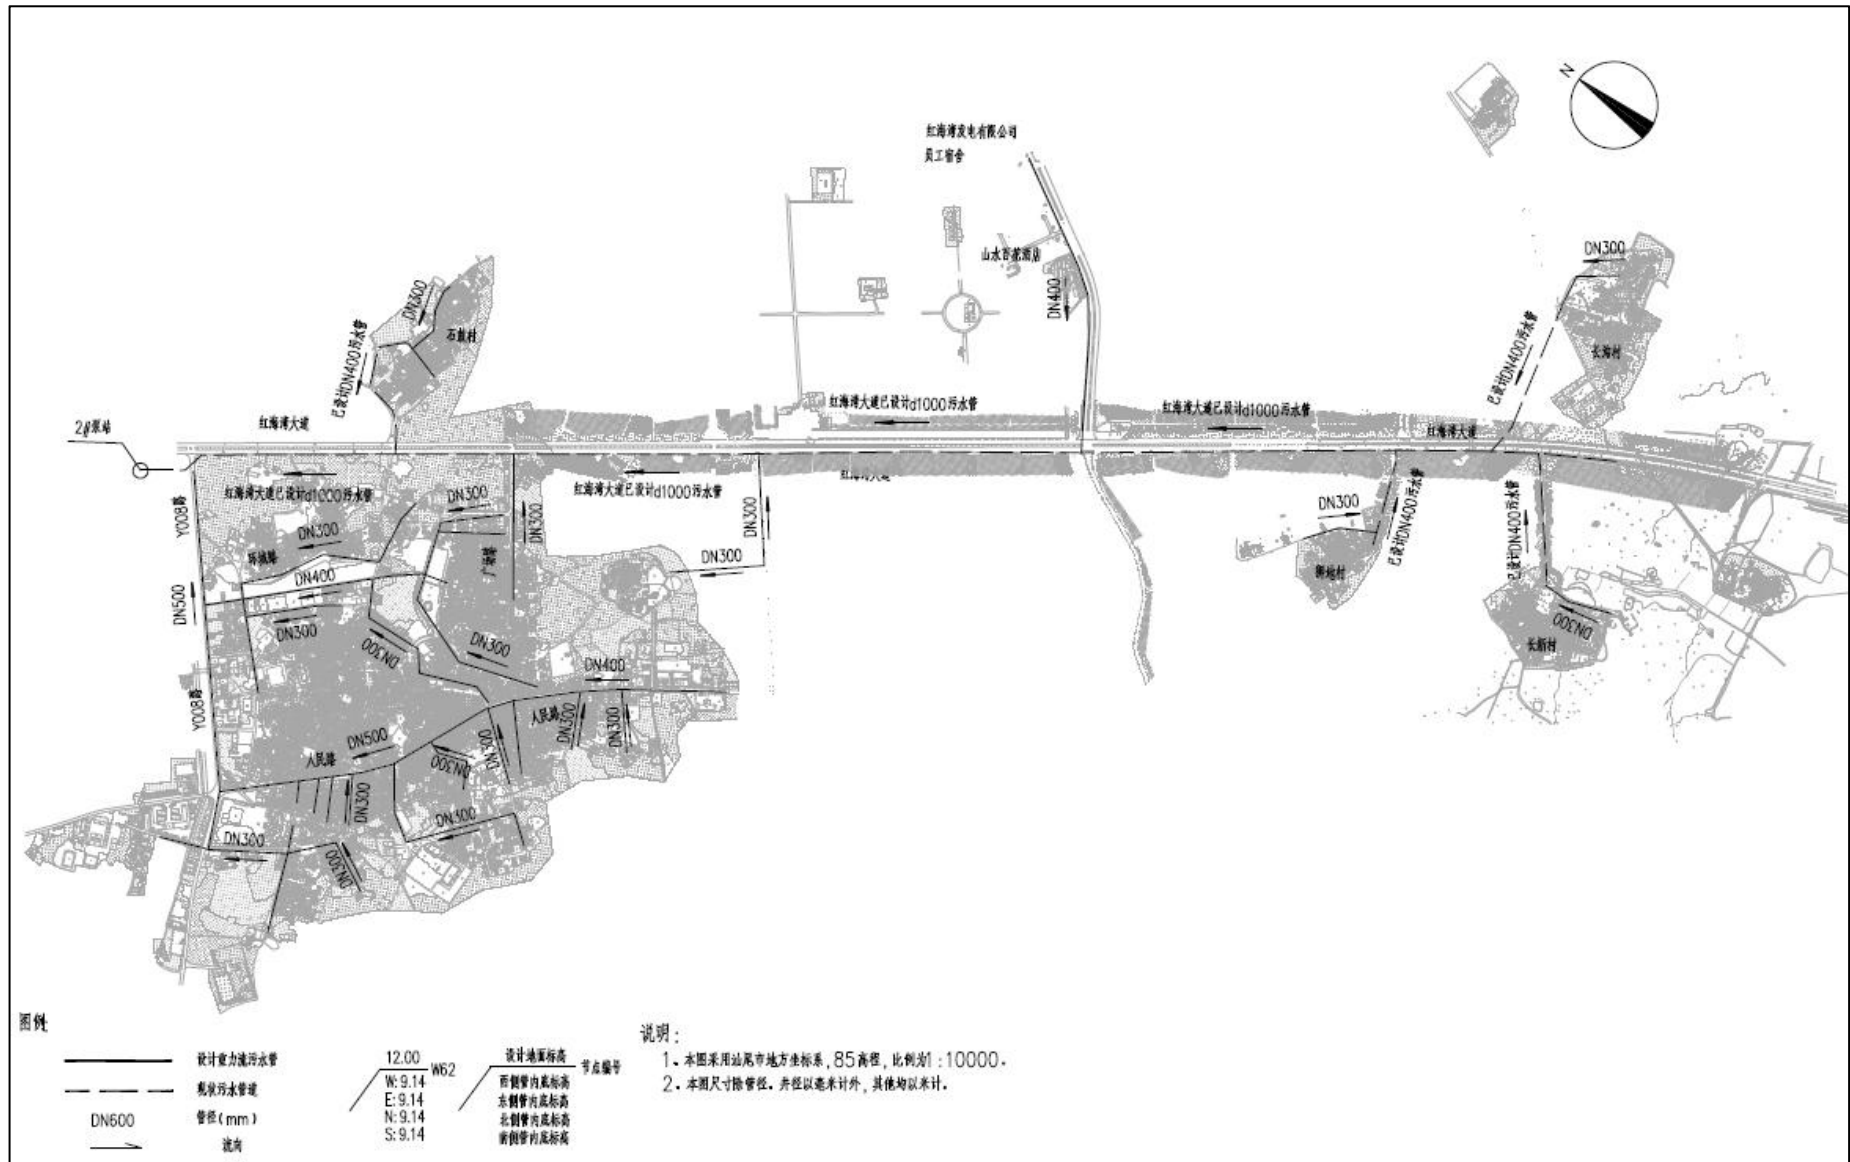 N
红海湾发电有限公司
员工宿舍
山水百花酒店
DN400
DN300
长海村
已设计DN400污水管
DN300
石鼓村
已设计DN400污水管
红海湾大道已设计d1000污水管
红海湾大道已设计d1000污水管
红海湾大道
红海湾大道
2#泵站
红海湾大道已设计d1000污水管
红海湾大道已设计d1000污水管
红海湾大道
Y008路
DN300
DN300
DN300
DN300
已设计DN400污水管
已设计DN400污水管
DN300
环城路
DN400
DN300
DN500
DN300
DN300
DN300
DN300
长新村
DN400
Y008路
人民路
DN300
DN300
DN300
DN500
DN300
人民路
DN300
DN300
DN300
DN300
图例
设计重力流污水管
现状污水管道
DN600
管径(mm)
流向
12.00
W62
W: 9.14
E: 9.14
N: 9.14
S: 9.14
设计地面标高
节点编号
西侧管内底标高
东侧管内底标高
北侧管内底标高
南侧管内底标高
说明:
1、本图采用汕尾市地方坐标系,85高程,比例为1:10000。
2、本图尺寸除管径、井径以毫米计外,其他均以米计。